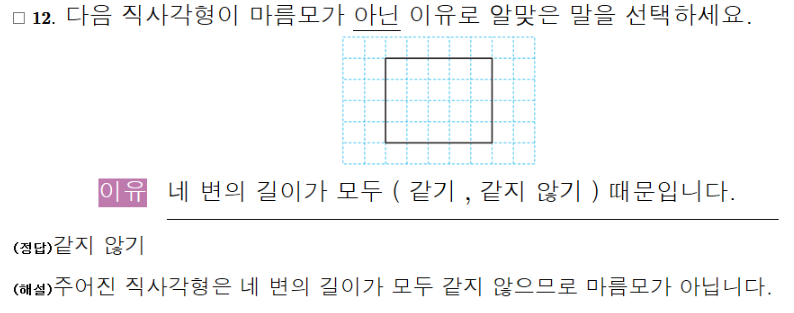 □ 12. 다음 직사각형이 마름모가 아닌 이유로 알맞은 말을 선택하세요.
이유 네 변의 길이가 모두 ( 같기 , 같지 않기 ) 때문입니다.
(정답)같지 않기
(해설)주어진 직사각형은 네 변의 길이가 모두 같지 않으므로 마름모가 아닙니다.